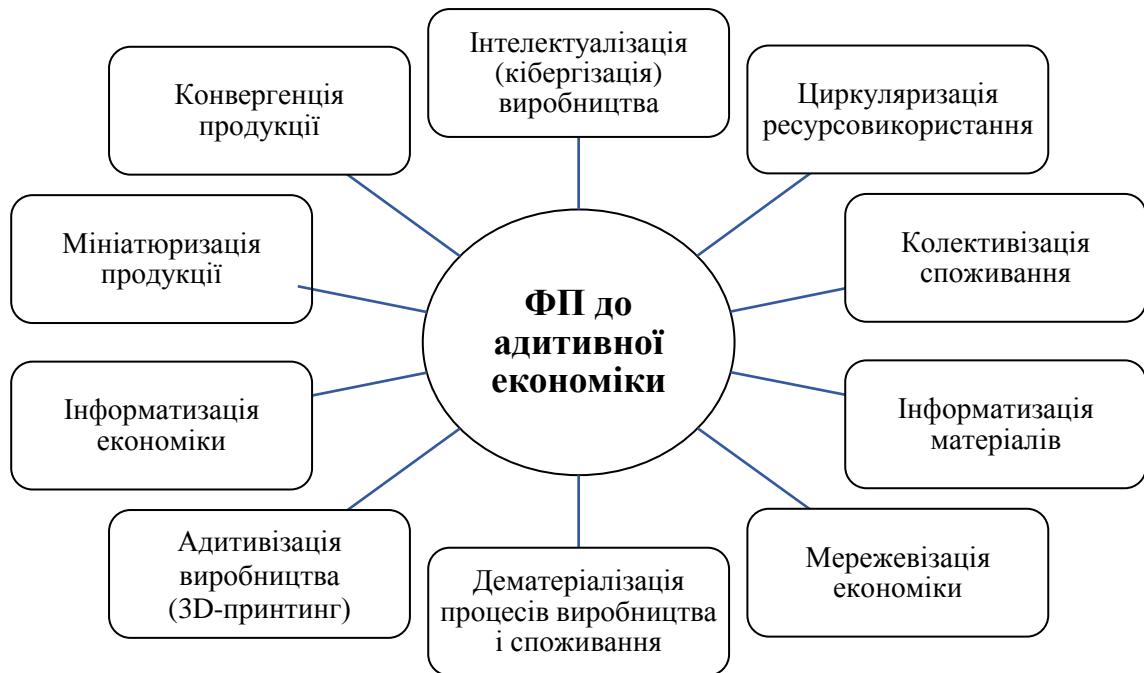 Інтелектуалізація
(кібергізація)
виробництва
Циркуляризація
ресурсовикористання
Колективізація
споживання
Інформатизація
матеріалів
Мережевізація
економіки
Дематеріалізація
процесів виробництва
і споживання
Адитивізація
виробництва
(3D-принтинг)
Інформатизація
економіки
Мініатюризація
продукції
Конвергенція
продукції
ФП до
адитивної
економіки